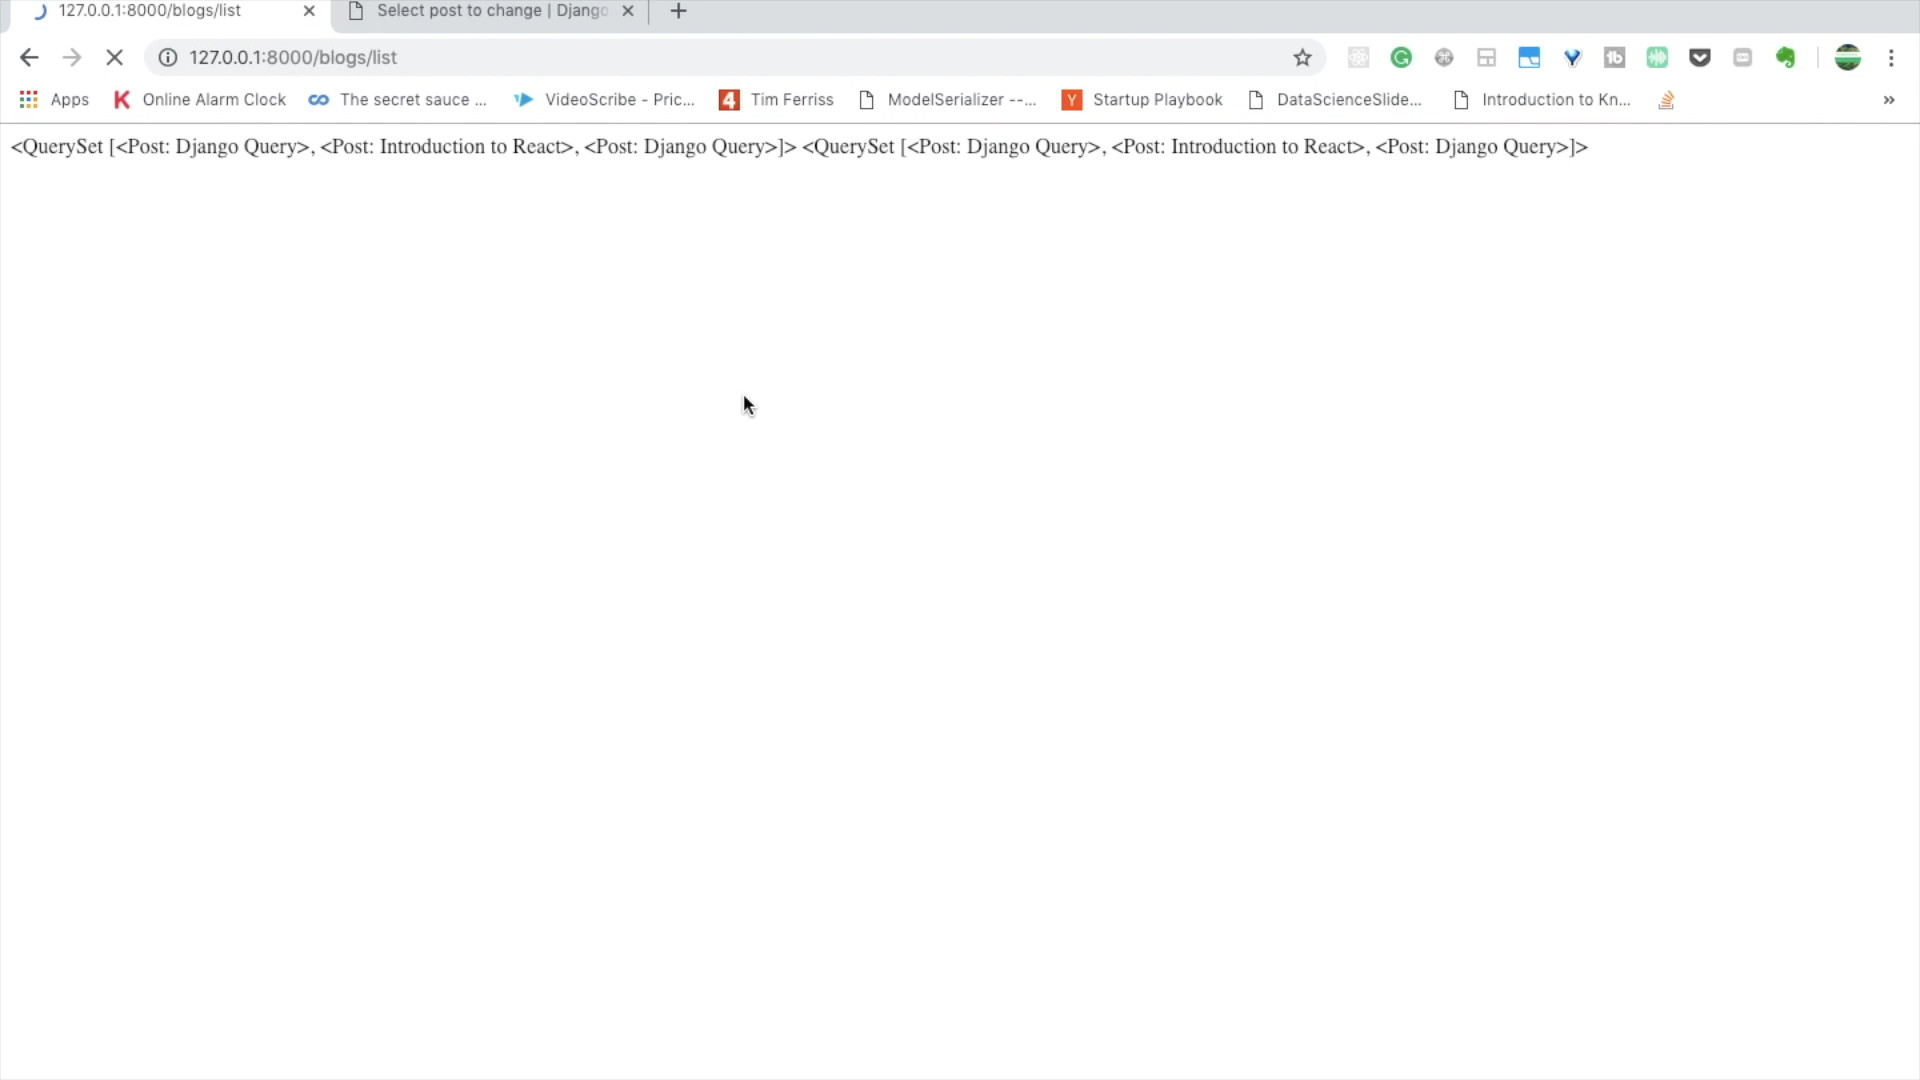 127.0.0.1:8000/blogs/list
Select post to change | Django
127.0.0.1:8000/blogs/list
Apps
Online Alarm Clock
The secret sauce ...
VideoScribe - Pric...
4
Tim Ferriss
ModelSerializer --...
Y
Startup Playbook
DataScienceSlide...
Introduction to Kn...
<QuerySet [<Post: Django Query>, <Post: Introduction to React>, <Post: Django Query>]> <QuerySet [<Post: Django Query>, <Post: Introduction to React>, <Post: Django Query>]>